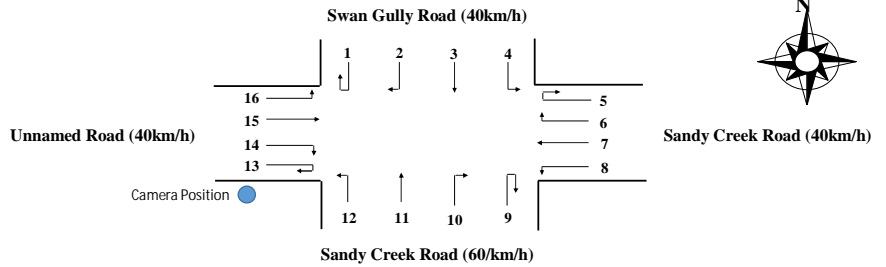 N
Swan Gully Road (40km/h)
1 2 3 4
16 5
15 6
Unnamed Road (40km/h) Sandy Creek Road (40km/h)
14 7
13 8
Camera Position
12 11 10 9
Sandy Creek Road (60/km/h)